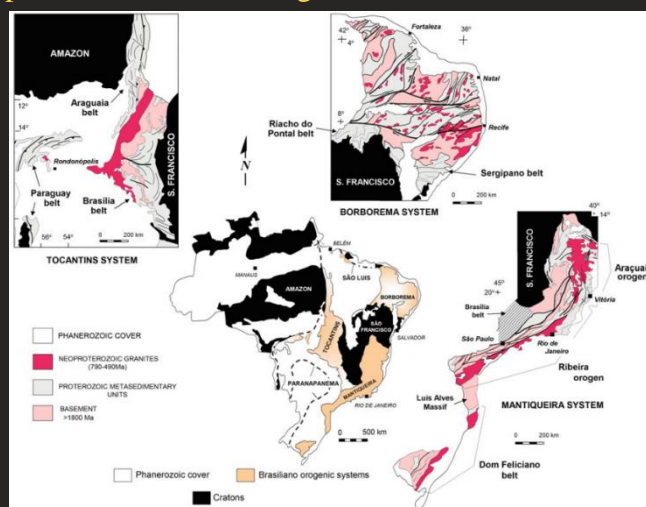 AMAZON
Araguaia
belt
12°
14°
Rondonópolis
Paraguay
belt
Brasília
belt
S. FRANCISCO
56° 54°
0 200 km
TOCANTINS SYSTEM
42°
4°
Fortaleza
36°
Natal
8°
Recife
Riacho do
Pontal belt
S. FRANCISCO
Sergipano belt
0 200 km
BORBOREMA SYSTEM
N
BELÉM
MANAUS
SÃO LUIS
AMAZON
BORBOREMA
TOCANTINS
SÃO
FRANCISCO
SALVADOR
PARANAPANEMA
MANTIQUEIRA
RIO DE JANEIRO
0 500 km
40°
14°
S. FRANCISCO
Araçuaí
orogen
45°
20°
Vitória
Brasília
belt
São Paulo
Rio de
Janeiro
Ribeira
orogen
Luis Alves
Massif
MANTIQUEIRA SYSTEM
0 200 km
Dom Feliciano
belt
PHANEROZOIC COVER
NEOPROTEROZOIC GRANITES
(790-490Ma)
PROTEROZOIC METASEDIMENTARY
UNITS
BASEMENT
>1800 Ma
Phanerozoic cover
Brasiliano orogenic systems
Cratons